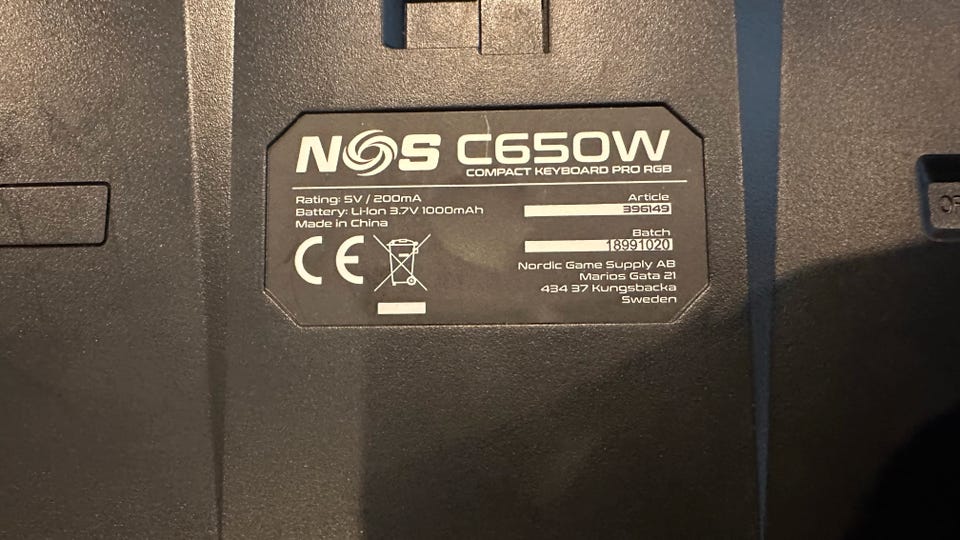 NOS C650W
COMPACT KEYBOARD PRO RGB
Rating: 5V / 200mA
Battery: Li-Ion 3.7V 1000mAh
Made in China
CE
Article
396149
Batch
18991020
Nordic Game Supply AB
Marios Gata 21
434 37 Kungsbacka
Sweden